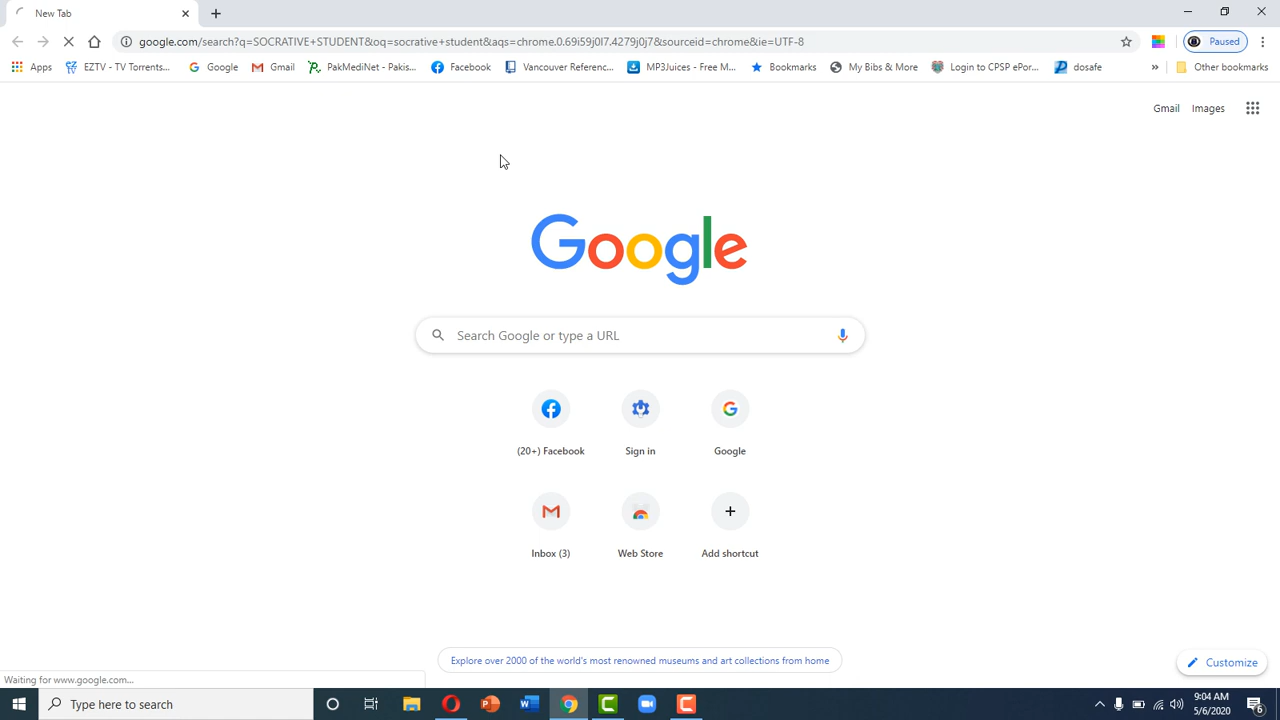 New Tab
google.com/search?q=SOCRATIVE+STUDENT&oq=socrative+student&aqs=chrome.0.69i59j0l7.4279j0j7&sourceid=chrome&ie=UTF-8
Paused
Apps EZTV - TV Torrents... Google Gmail PakMediNet - Pakis... Facebook Vancouver Referenc... MP3Juices - Free M... Bookmarks My Bibs & More Login to CPSP ePor... dosafe » Other bookmarks
Gmail Images
Google
Search Google or type a URL
(20+) Facebook Sign in Google
Inbox (3) Web Store Add shortcut
Explore over 2000 of the world's most renowned museums and art collections from home
Customize
Waiting for www.google.com...
Type here to search
9:04 AM
5/6/2020
6